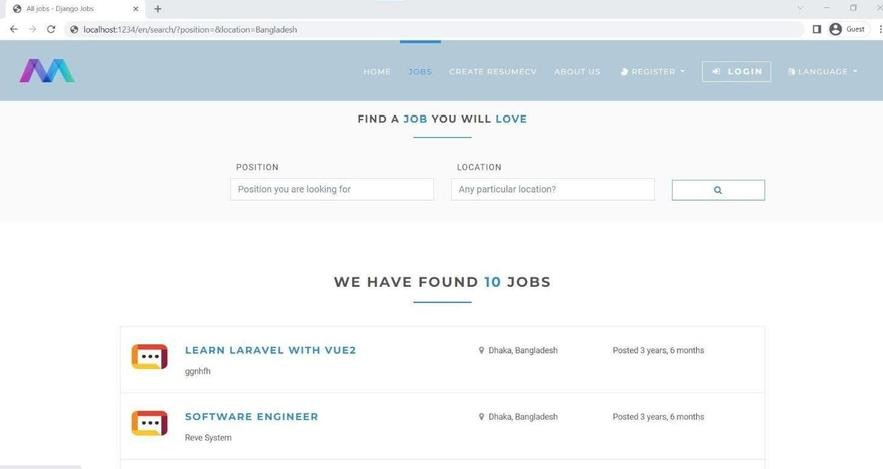 All jobs - Django Jobs
localhost:1234/en/search/?position=&location=Bangladesh
Guest
HOME JOBS CREATE RESUMECV ABOUT US REGISTER LOGIN LANGUAGE
FIND A JOB YOU WILL LOVE
POSITION LOCATION
Position you are looking for Any particular location?
WE HAVE FOUND 10 JOBS
LEARN LARAVEL WITH VUE2 Dhaka, Bangladesh Posted 3 years, 6 months
ggnhfh
SOFTWARE ENGINEER Dhaka, Bangladesh Posted 3 years, 6 months
Reve System